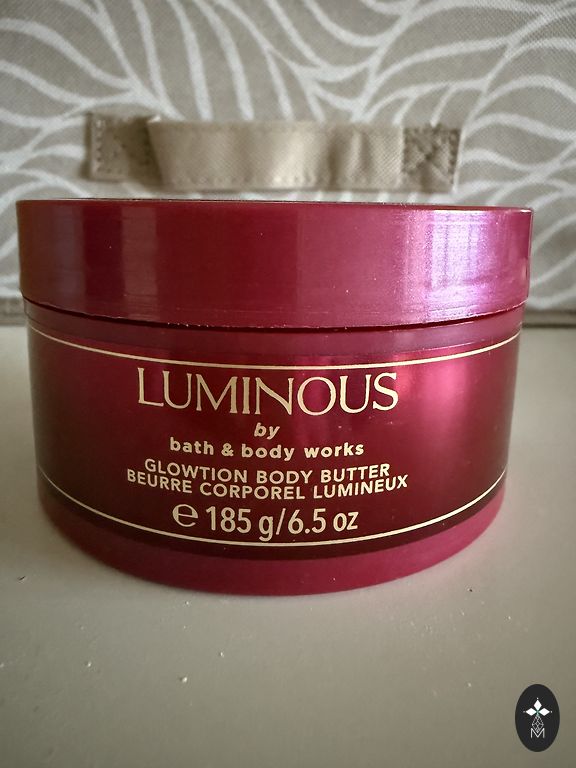 LUMINOUS
by
bath & body works
GLOWTION BODY BUTTER
BEURRE CORPOREL LUMINEUX
℮ 185 g/6.5 oz
M